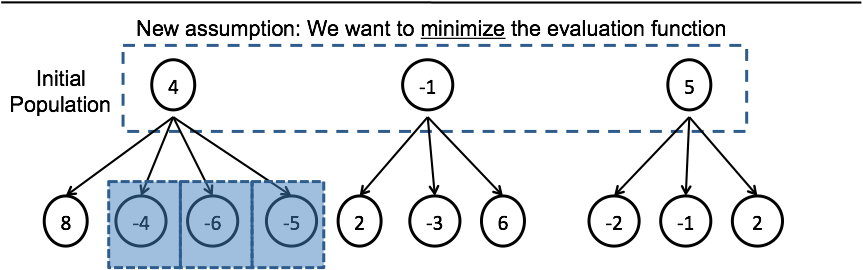 New assumption: We want to minimize the evaluation function
Initial
Population
4 -1 5
8 -4 -6 -5 2 -3 6 -2 -1 2